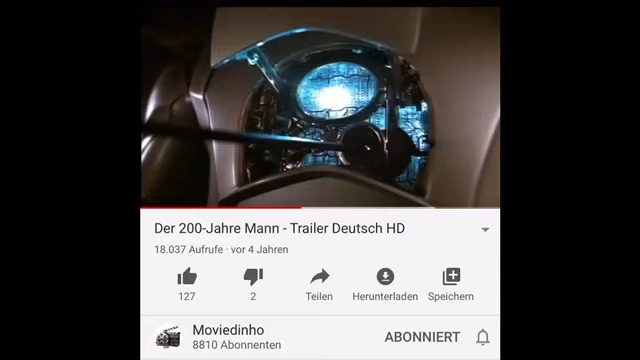 Der 200-Jahre Mann - Trailer Deutsch HD
18.037 Aufrufe · vor 4 Jahren
127
2
Teilen
Herunterladen
Speichern
Moviedinho
8810 Abonnenten
ABONNIERT